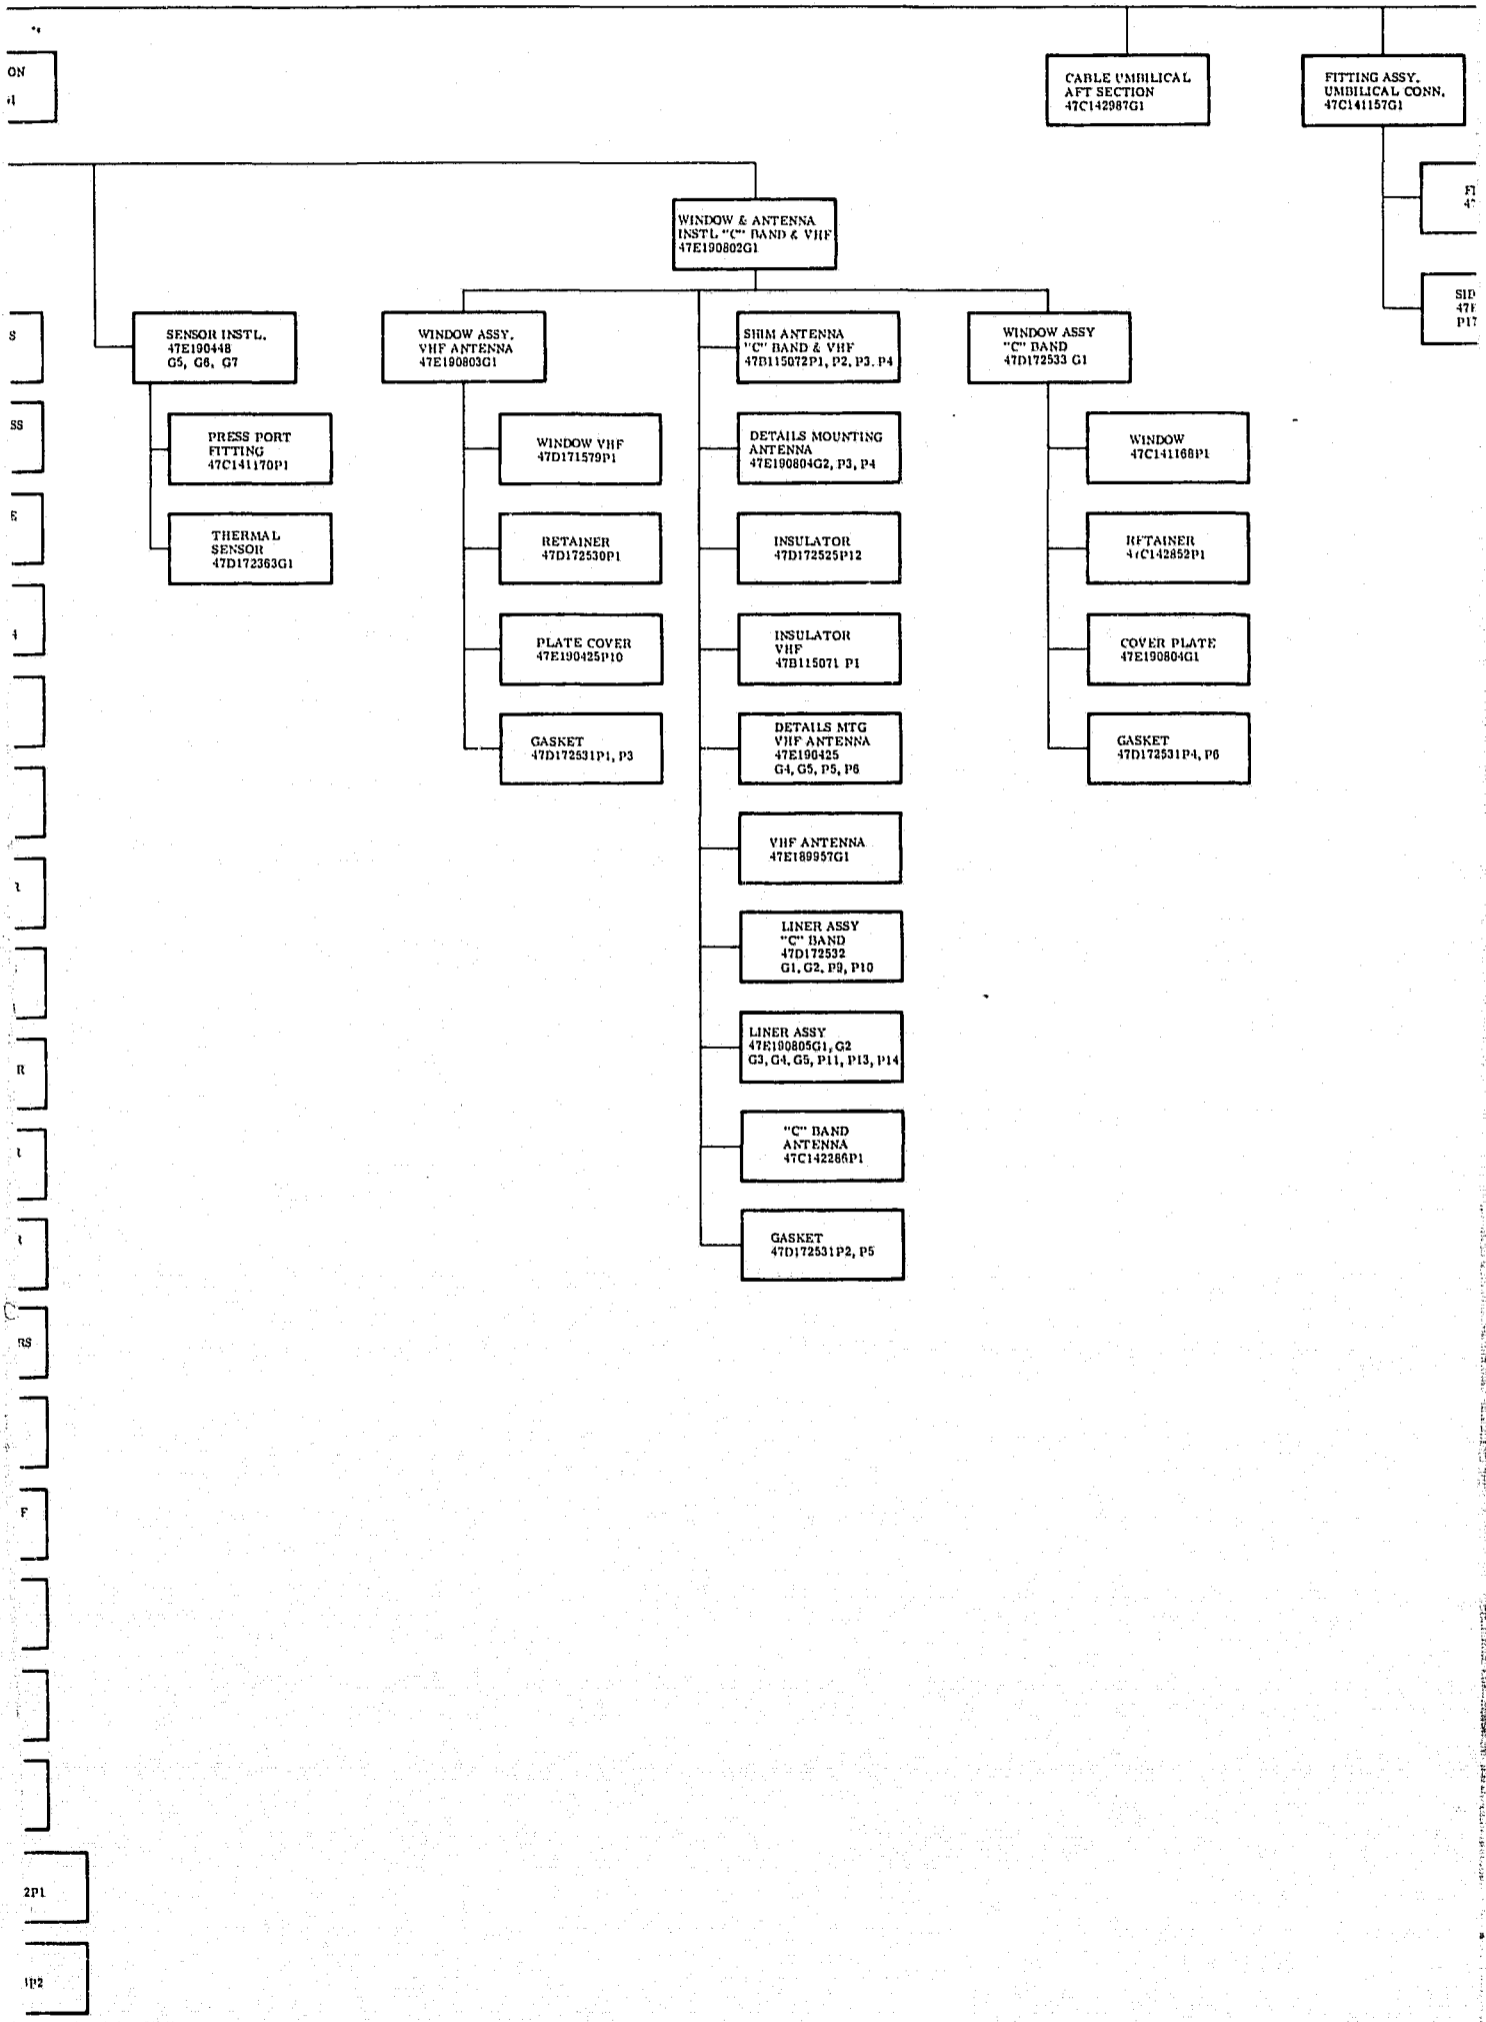 ON
CABLE UMBILICAL
AFT SECTION
47C142987G1
FITTING ASSY.
UMBILICAL CONN.
47C141157G1
WINDOW & ANTENNA
INSTL "C" BAND & VHF
47E190802G1
SID
P17
S
SENSOR INSTL.
47E190448
G5, G6, G7
PRESS PORT
FITTING
47C141170P1
THERMAL
SENSOR
47D172363G1
WINDOW ASSY.
VHF ANTENNA
47E190803G1
WINDOW VHF
47D171579P1
RETAINER
47D172530P1
PLATE COVER
47E190425P10
GASKET
47D172531P1, P3
SHIM ANTENNA
"C" BAND & VHF
47B115072P1, P2, P3. P4
DETAILS MOUNTING
ANTENNA
47E190804G2, P3, P4
INSULATOR
47D172525P12
INSULATOR
VHF
47B115071 P1
DETAILS MTG
VHF ANTENNA
47E190425
G4, G5, P5, P6
VHF ANTENNA
47E189957G1
LINER ASSY
"C" BAND
47D172532
G1, G2, P9, P10
LINER ASSY
47E190805G1, G2
G3, G4, G5, P11, P13, P14
"C" BAND
ANTENNA
47C142286P1
GASKET
47D172531P2, P5
WINDOW ASSY
"C" BAND
47D172533 G1
WINDOW
47C141168P1
RETAINER
47C142852P1
COVER PLATE
47E190804G1
GASKET
47D172531P4, P6
SS
E
R
RS
F
2P1